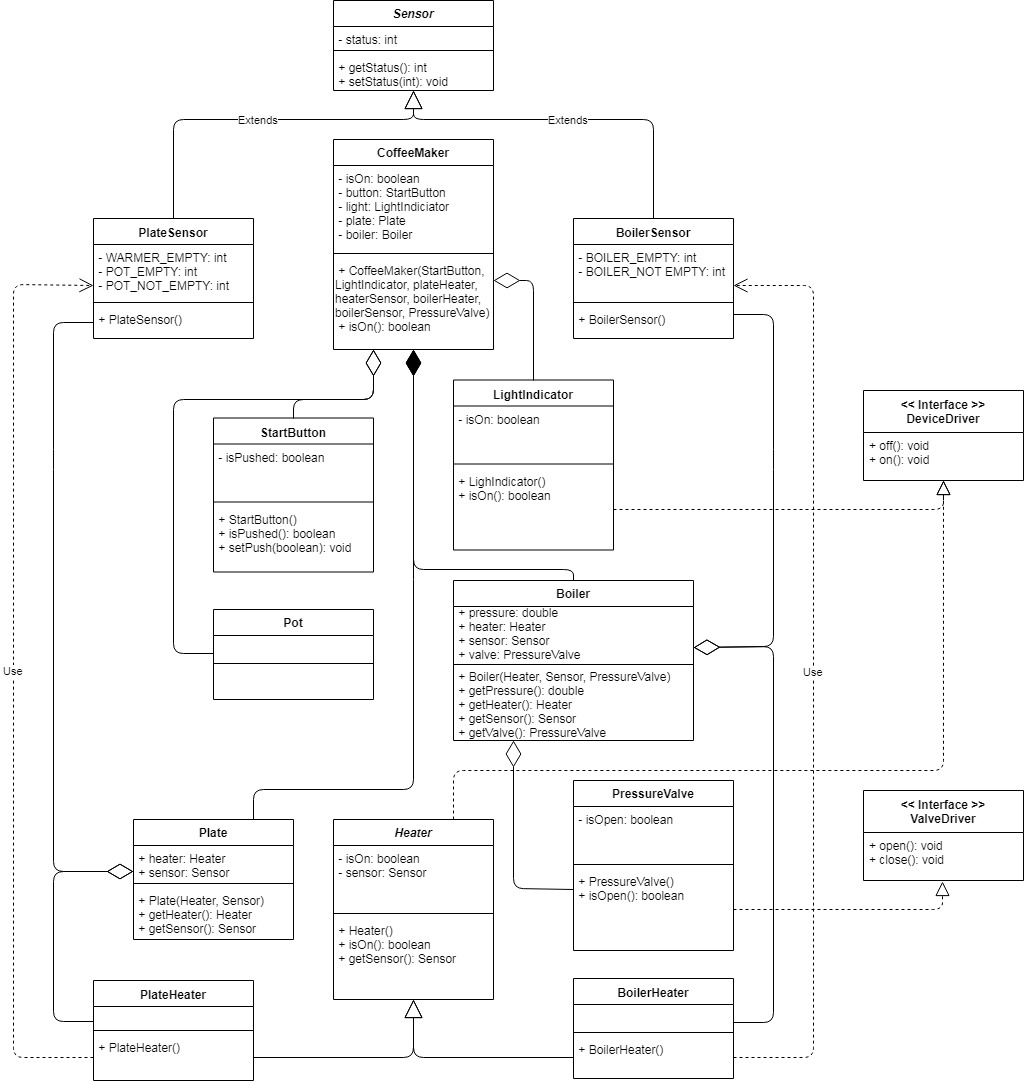 Sensor
- status: int
+ getStatus(): int
+ setStatus(int): void
Extends
Extends
CoffeeMaker
- isOn: boolean
- button: StartButton
- light: LightIndiciator
- plate: Plate
- boiler: Boiler
+ CoffeeMaker(StartButton,
LightIndicator, plateHeater,
heaterSensor, boilerHeater,
boilerSensor, PressureValve)
+ isOn(): boolean
PlateSensor
- WARMER_EMPTY: int
- POT_EMPTY: int
- POT_NOT_EMPTY: int
+ PlateSensor()
BoilerSensor
- BOILER_EMPTY: int
- BOILER_NOT EMPTY: int
+ BoilerSensor()
LightIndicator
- isOn: boolean
+ LighIndicator()
+ isOn(): boolean
<< Interface >>
DeviceDriver
+ off(): void
+ on(): void
StartButton
- isPushed: boolean
+ StartButton()
+ isPushed(): boolean
+ setPush(boolean): void
Boiler
+ pressure: double
+ heater: Heater
+ sensor: Sensor
+ valve: PressureValve
+ Boiler(Heater, Sensor, PressureValve)
+ getPressure(): double
+ getHeater(): Heater
+ getSensor(): Sensor
+ getValve(): PressureValve
Pot
Use
Use
PressureValve
- isOpen: boolean
+ PressureValve()
+ isOpen(): boolean
<< Interface >>
ValveDriver
+ open(): void
+ close(): void
Plate
+ heater: Heater
+ sensor: Sensor
+ Plate(Heater, Sensor)
+ getHeater(): Heater
+ getSensor(): Sensor
Heater
- isOn: boolean
- sensor: Sensor
+ Heater()
+ isOn(): boolean
+ getSensor(): Sensor
PlateHeater
+ PlateHeater()
BoilerHeater
+ BoilerHeater()